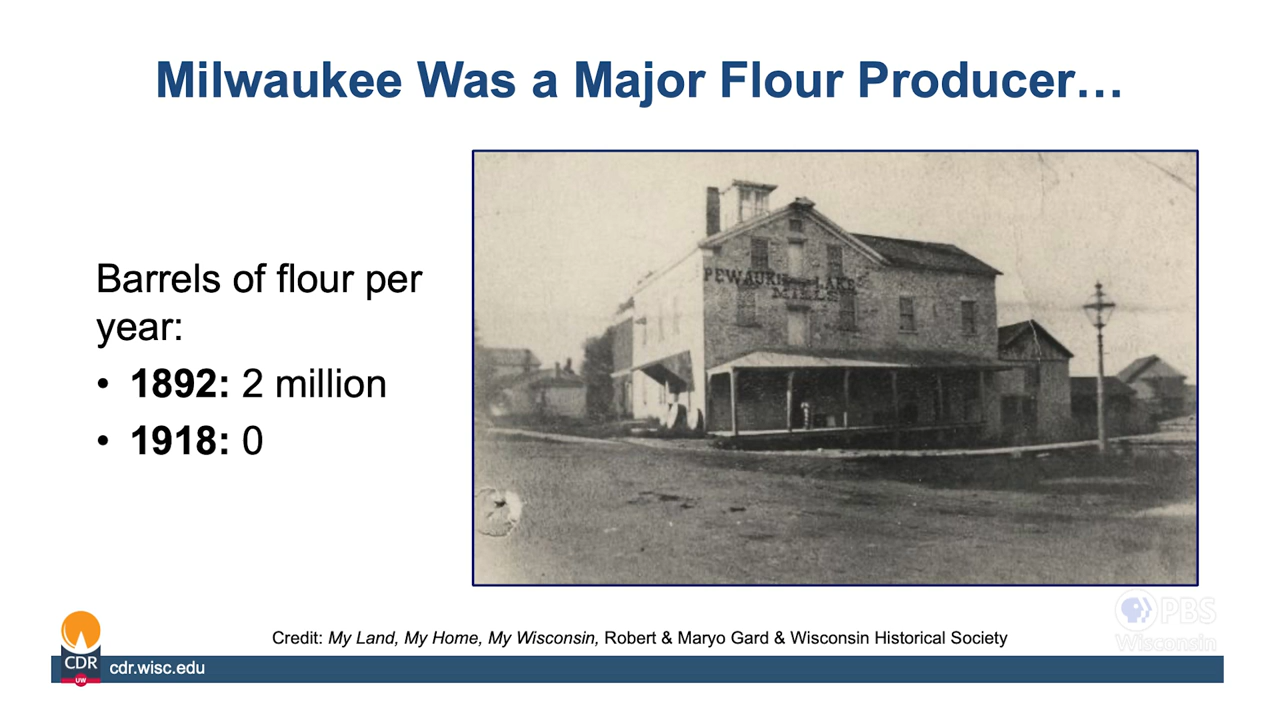 Milwaukee Was a Major Flour Producer…
Barrels of flour per
year:
• 1892: 2 million
• 1918: 0
PEWAUKEE LAKE
MILLS
Credit: My Land, My Home, My Wisconsin, Robert & Maryo Gard & Wisconsin Historical Society
PBS
Wisconsin
CDR
UW
cdr.wisc.edu